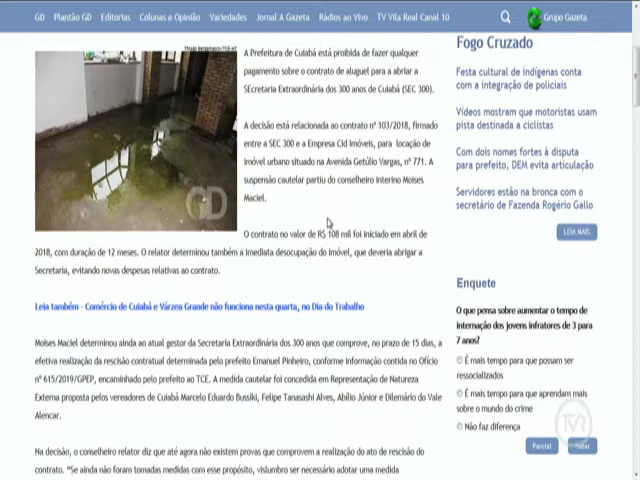 GD Plantão GD Editorias Colunas e Opinião Variedades Jornal A Gazeta Rádios ao Vivo TV Vila Real Canal 10 Grupo Gazeta
A Prefeitura de Cuiabá está proibida de fazer qualquer
pagamento sobre o contrato de aluguel para a abriar a
SEcretaria Extraordinária dos 300 anos de Cuiabá (SEC 300).
A decisão está relacionada ao contrato nº 103/2018, firmado
entre a SEC 300 e a Empresa Cid Imóveis, para locação de
imóvel urbano situado na Avenida Getúlio Vargas, nº 771. A
suspensão cautelar partiu do conselheiro interino Moises
Maciel.
GD
O contrato no valor de R$ 108 mil foi iniciado em abril de
2018, com duração de 12 meses. O relator determinou também a imediata desocupação do imóvel, que deveria abrigar a
Secretaria, evitando novas despesas relativas ao contrato.
Leia também - Comércio de Cuiabá e Várzea Grande não funciona nesta quarta, no Dia do Trabalho
Moises Maciel determinou ainda ao atual gestor da Secretaria Extraordinária dos 300 anos que comprove, no prazo de 15 dias, a
efetiva realização da rescisão contratual determinada pelo prefeito Emanuel Pinheiro, conforme informação contida no Ofício
nº 615/2019/GPEP, encaminhado pelo prefeito ao TCE. A medida cautelar foi concedida em Representação de Natureza
Externa proposta pelos vereadores de Cuiabá Marcelo Eduardo Bussiki, Felipe Tanasashi Alves, Abílio Júnior e Dilemário do Vale
Alencar.
Na decisão, o conselheiro relator diz que até agora não existem provas que comprovem a realização do ato de rescisão do
contrato. "Se ainda não foram tomadas medidas com esse propósito, vislumbro ser necessário adotar uma medida
Fogo Cruzado
Festa cultural de indígenas conta
com a integração de policiais
Vídeos mostram que motoristas usam
pista destinada a ciclistas
Com dois nomes fortes à disputa
para prefeito, DEM evita articulação
Servidores estão na bronca com o
secretário de Fazenda Rogério Gallo
LEIA MAIS
Enquete
O que pensa sobre aumentar o tempo de
internação dos jovens infratores de 3 para
7 anos?
É mais tempo para que possam ser
ressocializados
É mais tempo para que aprendam mais
sobre o mundo do crime
Não faz diferença
Parcial
TVR